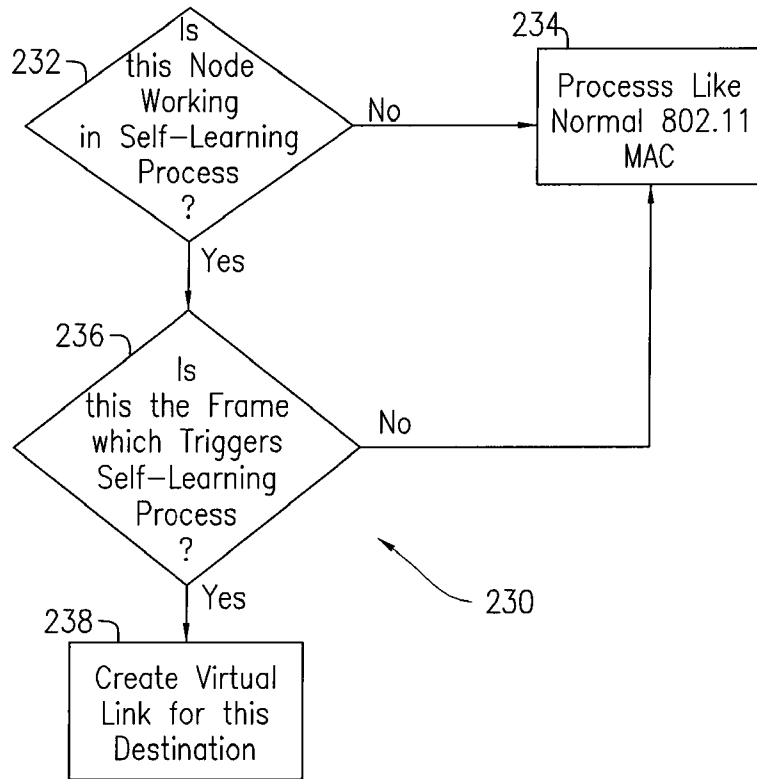 232
Is
this Node
Working
in Self-Learning
Process
?
No
234
Processs Like
Normal 802.11
MAC
Yes
236
Is
this the Frame
which Triggers
Self-Learning
Process
?
No
Yes
230
238
Create Virtual
Link for this
Destination